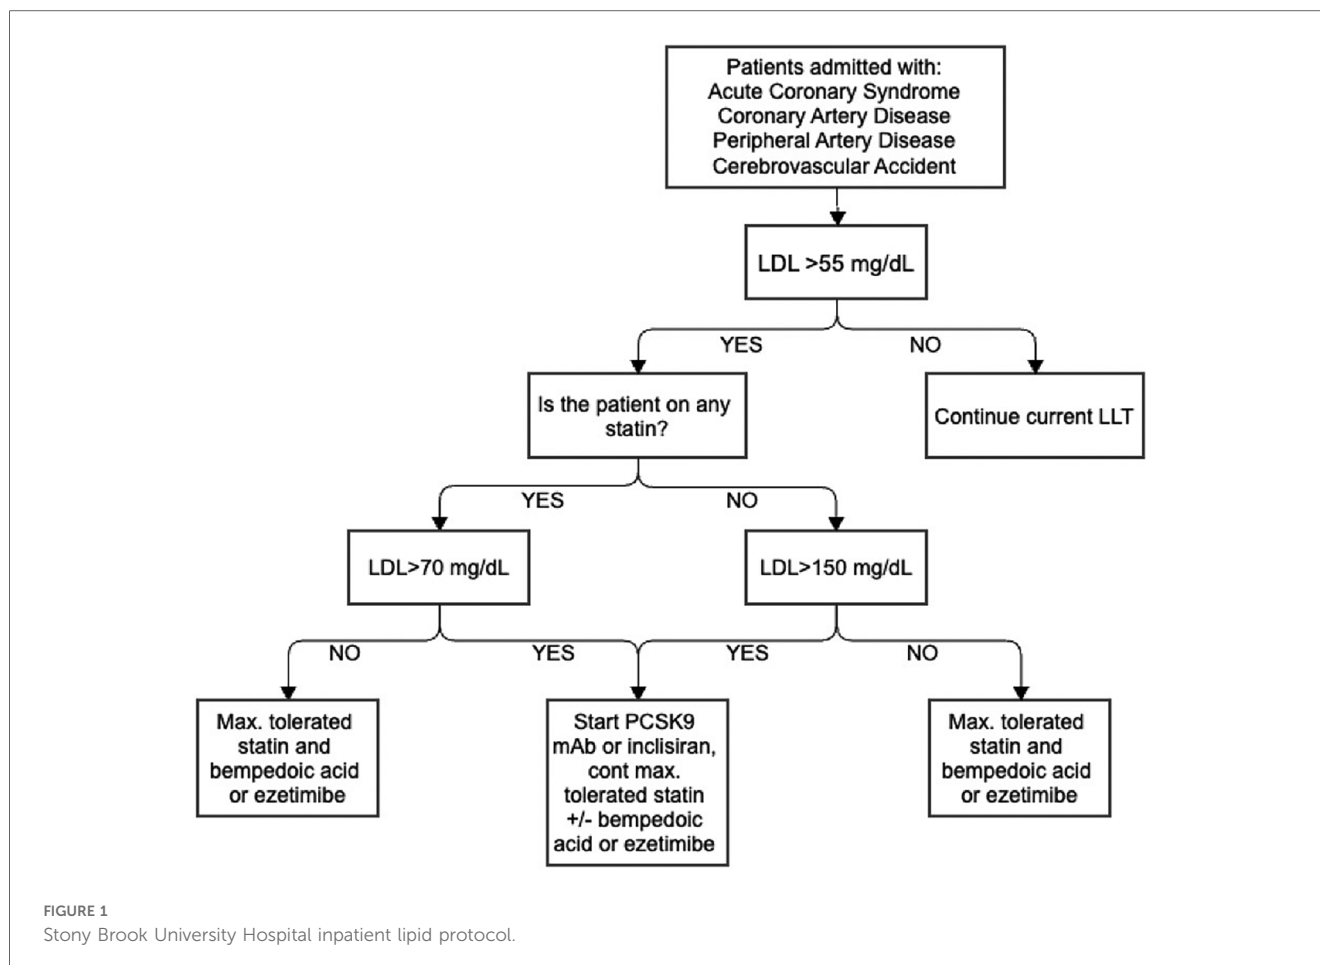 Patients admitted with:
Acute Coronary Syndrome
Coronary Artery Disease
Peripheral Artery Disease
Cerebrovascular Accident
LDL >55 mg/dL
YES
NO
Is the patient on any
statin?
Continue current LLT
YES
NO
LDL>70 mg/dL
LDL>150 mg/dL
NO
YES
YES
NO
Max. tolerated
statin and
bempedoic acid
or ezetimibe
Start PCSK9
mAb or inclisiran,
cont max.
tolerated statin
+/- bempedoic
acid or ezetimibe
Max. tolerated
statin and
bempedoic acid
or ezetimibe
FIGURE 1
Stony Brook University Hospital inpatient lipid protocol.